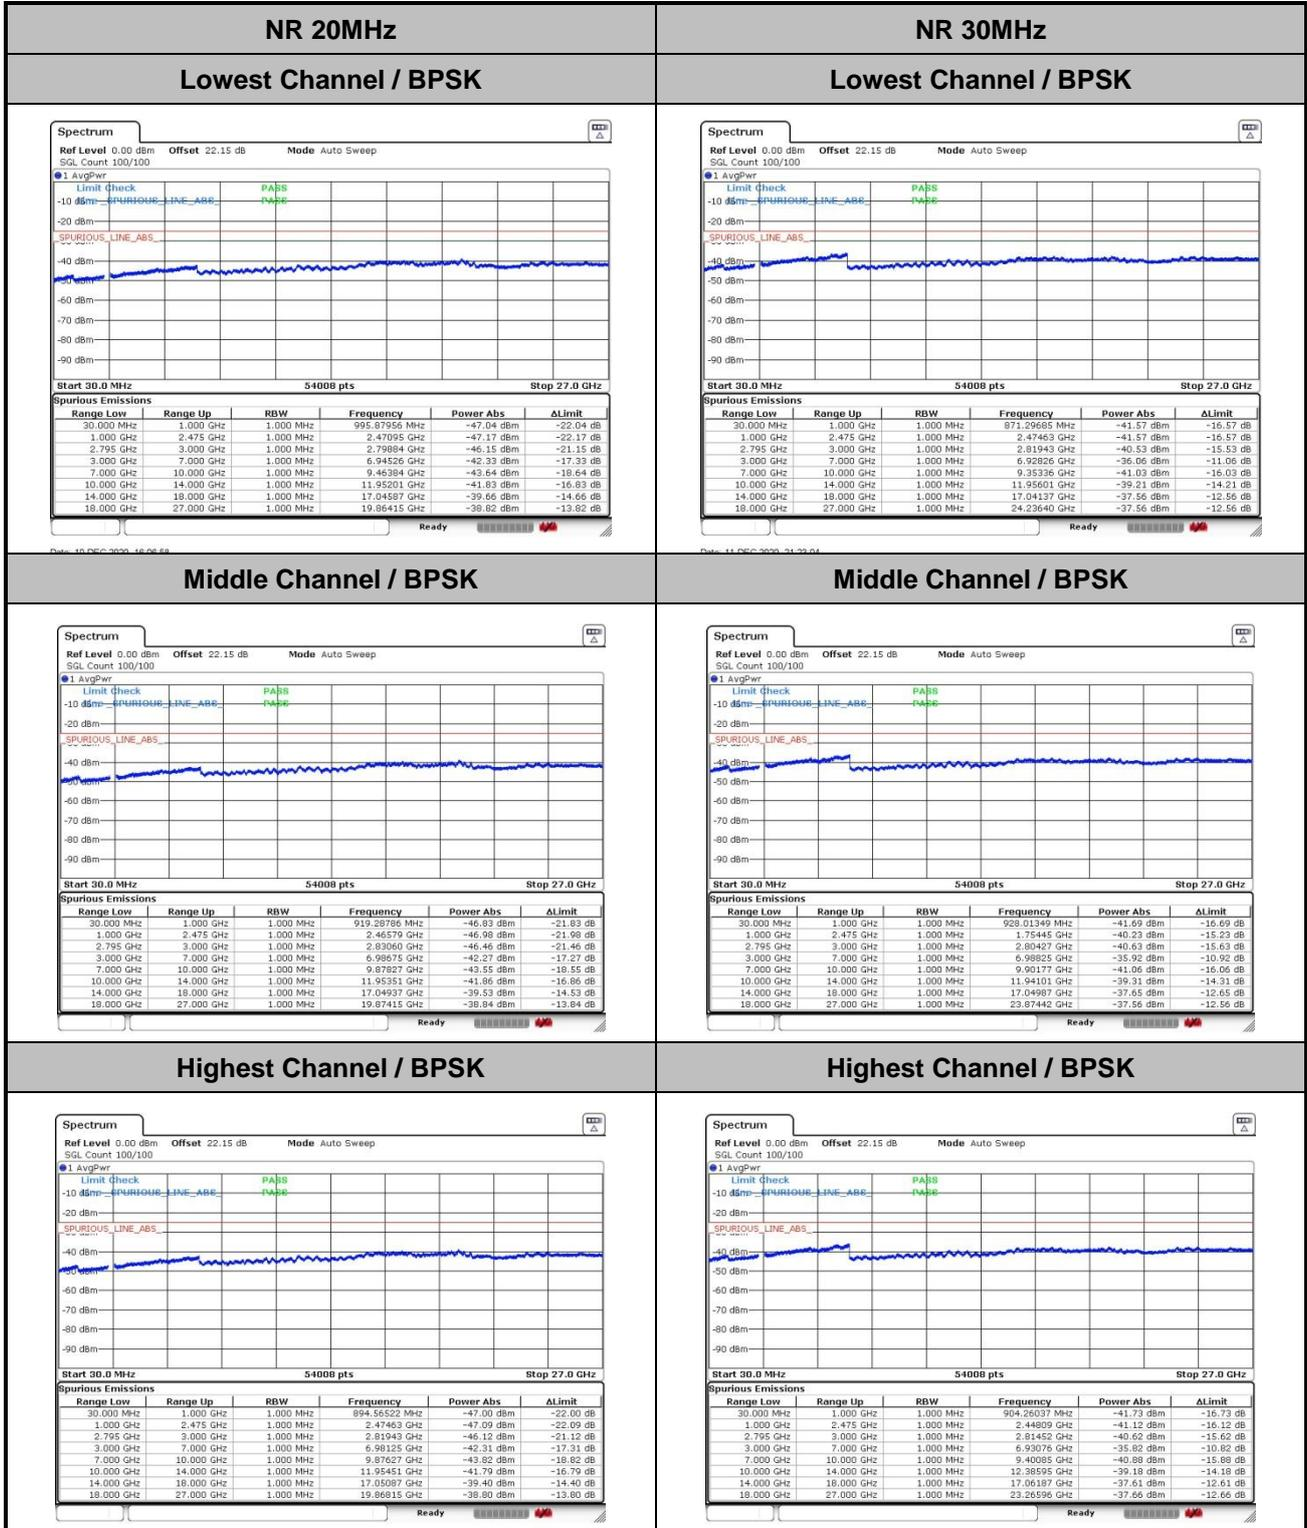 NR 20MHz NR 30MHz
Lowest Channel / BPSK Lowest Channel / BPSK
Spectrum
Ref Level 0.00 dBm Offset 22.15 dB Mode Auto Sweep
SGL Count 100/100
1 AvgPwr
Limit Check PASS
-10 dBm _SPURIOUS_LINE_ABS_ PASS
-20 dBm
_SPURIOUS_LINE_ABS_
-40 dBm
-50 dBm
-60 dBm
-70 dBm
-80 dBm
-90 dBm
Start 30.0 MHz 54008 pts Stop 27.0 GHz
Spurious Emissions
Range Low Range Up RBW Frequency Power Abs ΔLimit
30.000 MHz 1.000 GHz 1.000 MHz 995.87956 MHz -47.04 dBm -22.04 dB
1.000 GHz 2.475 GHz 1.000 MHz 2.47095 GHz -47.17 dBm -22.17 dB
2.795 GHz 3.000 GHz 1.000 MHz 2.79884 GHz -46.15 dBm -21.15 dB
3.000 GHz 7.000 GHz 1.000 MHz 6.94526 GHz -42.33 dBm -17.33 dB
7.000 GHz 10.000 GHz 1.000 MHz 9.46384 GHz -43.64 dBm -18.64 dB
10.000 GHz 14.000 GHz 1.000 MHz 11.95201 GHz -41.83 dBm -16.83 dB
14.000 GHz 18.000 GHz 1.000 MHz 17.04587 GHz -39.66 dBm -14.66 dB
18.000 GHz 27.000 GHz 1.000 MHz 19.86415 GHz -38.82 dBm -13.82 dB
Ready
Date: 10.DEC.2020 16:06:58
Spectrum
Ref Level 0.00 dBm Offset 22.15 dB Mode Auto Sweep
SGL Count 100/100
1 AvgPwr
Limit Check PASS
-10 dBm _SPURIOUS_LINE_ABS_ PASS
-20 dBm
_SPURIOUS_LINE_ABS_
-40 dBm
-50 dBm
-60 dBm
-70 dBm
-80 dBm
-90 dBm
Start 30.0 MHz 54008 pts Stop 27.0 GHz
Spurious Emissions
Range Low Range Up RBW Frequency Power Abs ΔLimit
30.000 MHz 1.000 GHz 1.000 MHz 871.29685 MHz -41.57 dBm -16.57 dB
1.000 GHz 2.475 GHz 1.000 MHz 2.47463 GHz -41.57 dBm -16.57 dB
2.795 GHz 3.000 GHz 1.000 MHz 2.81943 GHz -40.53 dBm -15.53 dB
3.000 GHz 7.000 GHz 1.000 MHz 6.92826 GHz -36.06 dBm -11.06 dB
7.000 GHz 10.000 GHz 1.000 MHz 9.35336 GHz -41.03 dBm -16.03 dB
10.000 GHz 14.000 GHz 1.000 MHz 11.95601 GHz -39.21 dBm -14.21 dB
14.000 GHz 18.000 GHz 1.000 MHz 17.04137 GHz -37.56 dBm -12.56 dB
18.000 GHz 27.000 GHz 1.000 MHz 24.23640 GHz -37.56 dBm -12.56 dB
Ready
Date: 11.DEC.2020 21:23:04
Middle Channel / BPSK Middle Channel / BPSK
Spectrum
Ref Level 0.00 dBm Offset 22.15 dB Mode Auto Sweep
SGL Count 100/100
1 AvgPwr
Limit Check PASS
-10 dBm _SPURIOUS_LINE_ABS_ PASS
-20 dBm
_SPURIOUS_LINE_ABS_
-40 dBm
-50 dBm
-60 dBm
-70 dBm
-80 dBm
-90 dBm
Start 30.0 MHz 54008 pts Stop 27.0 GHz
Spurious Emissions
Range Low Range Up RBW Frequency Power Abs ΔLimit
30.000 MHz 1.000 GHz 1.000 MHz 919.28786 MHz -46.83 dBm -21.83 dB
1.000 GHz 2.475 GHz 1.000 MHz 2.46579 GHz -46.98 dBm -21.98 dB
2.795 GHz 3.000 GHz 1.000 MHz 2.83060 GHz -46.46 dBm -21.46 dB
3.000 GHz 7.000 GHz 1.000 MHz 6.98675 GHz -42.27 dBm -17.27 dB
7.000 GHz 10.000 GHz 1.000 MHz 9.87827 GHz -43.55 dBm -18.55 dB
10.000 GHz 14.000 GHz 1.000 MHz 11.95351 GHz -41.86 dBm -16.86 dB
14.000 GHz 18.000 GHz 1.000 MHz 17.04937 GHz -39.53 dBm -14.53 dB
18.000 GHz 27.000 GHz 1.000 MHz 19.87415 GHz -38.84 dBm -13.84 dB
Ready
Spectrum
Ref Level 0.00 dBm Offset 22.15 dB Mode Auto Sweep
SGL Count 100/100
1 AvgPwr
Limit Check PASS
-10 dBm _SPURIOUS_LINE_ABS_ PASS
-20 dBm
_SPURIOUS_LINE_ABS_
-40 dBm
-50 dBm
-60 dBm
-70 dBm
-80 dBm
-90 dBm
Start 30.0 MHz 54008 pts Stop 27.0 GHz
Spurious Emissions
Range Low Range Up RBW Frequency Power Abs ΔLimit
30.000 MHz 1.000 GHz 1.000 MHz 928.01349 MHz -41.69 dBm -16.69 dB
1.000 GHz 2.475 GHz 1.000 MHz 1.75445 GHz -40.23 dBm -15.23 dB
2.795 GHz 3.000 GHz 1.000 MHz 2.80427 GHz -40.63 dBm -15.63 dB
3.000 GHz 7.000 GHz 1.000 MHz 6.98825 GHz -35.92 dBm -10.92 dB
7.000 GHz 10.000 GHz 1.000 MHz 9.90177 GHz -41.06 dBm -16.06 dB
10.000 GHz 14.000 GHz 1.000 MHz 11.94101 GHz -39.31 dBm -14.31 dB
14.000 GHz 18.000 GHz 1.000 MHz 17.04987 GHz -37.65 dBm -12.65 dB
18.000 GHz 27.000 GHz 1.000 MHz 23.87442 GHz -37.56 dBm -12.56 dB
Ready
Highest Channel / BPSK Highest Channel / BPSK
Spectrum
Ref Level 0.00 dBm Offset 22.15 dB Mode Auto Sweep
SGL Count 100/100
1 AvgPwr
Limit Check PASS
-10 dBm _SPURIOUS_LINE_ABS_ PASS
-20 dBm
_SPURIOUS_LINE_ABS_
-40 dBm
-50 dBm
-60 dBm
-70 dBm
-80 dBm
-90 dBm
Start 30.0 MHz 54008 pts Stop 27.0 GHz
Spurious Emissions
Range Low Range Up RBW Frequency Power Abs ΔLimit
30.000 MHz 1.000 GHz 1.000 MHz 894.56522 MHz -47.00 dBm -22.00 dB
1.000 GHz 2.475 GHz 1.000 MHz 2.47463 GHz -47.09 dBm -22.09 dB
2.795 GHz 3.000 GHz 1.000 MHz 2.81943 GHz -46.12 dBm -21.12 dB
3.000 GHz 7.000 GHz 1.000 MHz 6.98125 GHz -42.31 dBm -17.31 dB
7.000 GHz 10.000 GHz 1.000 MHz 9.87627 GHz -43.82 dBm -18.82 dB
10.000 GHz 14.000 GHz 1.000 MHz 11.95451 GHz -41.79 dBm -16.79 dB
14.000 GHz 18.000 GHz 1.000 MHz 17.05087 GHz -39.40 dBm -14.40 dB
18.000 GHz 27.000 GHz 1.000 MHz 19.86815 GHz -38.80 dBm -13.80 dB
Ready
Spectrum
Ref Level 0.00 dBm Offset 22.15 dB Mode Auto Sweep
SGL Count 100/100
1 AvgPwr
Limit Check PASS
-10 dBm _SPURIOUS_LINE_ABS_ PASS
-20 dBm
_SPURIOUS_LINE_ABS_
-40 dBm
-50 dBm
-60 dBm
-70 dBm
-80 dBm
-90 dBm
Start 30.0 MHz 54008 pts Stop 27.0 GHz
Spurious Emissions
Range Low Range Up RBW Frequency Power Abs ΔLimit
30.000 MHz 1.000 GHz 1.000 MHz 904.26037 MHz -41.73 dBm -16.73 dB
1.000 GHz 2.475 GHz 1.000 MHz 2.44809 GHz -41.12 dBm -16.12 dB
2.795 GHz 3.000 GHz 1.000 MHz 2.81452 GHz -40.62 dBm -15.62 dB
3.000 GHz 7.000 GHz 1.000 MHz 6.93076 GHz -35.82 dBm -10.82 dB
7.000 GHz 10.000 GHz 1.000 MHz 9.40085 GHz -40.88 dBm -15.88 dB
10.000 GHz 14.000 GHz 1.000 MHz 12.38595 GHz -39.18 dBm -14.18 dB
14.000 GHz 18.000 GHz 1.000 MHz 17.06187 GHz -37.61 dBm -12.61 dB
18.000 GHz 27.000 GHz 1.000 MHz 23.26596 GHz -37.66 dBm -12.66 dB
Ready